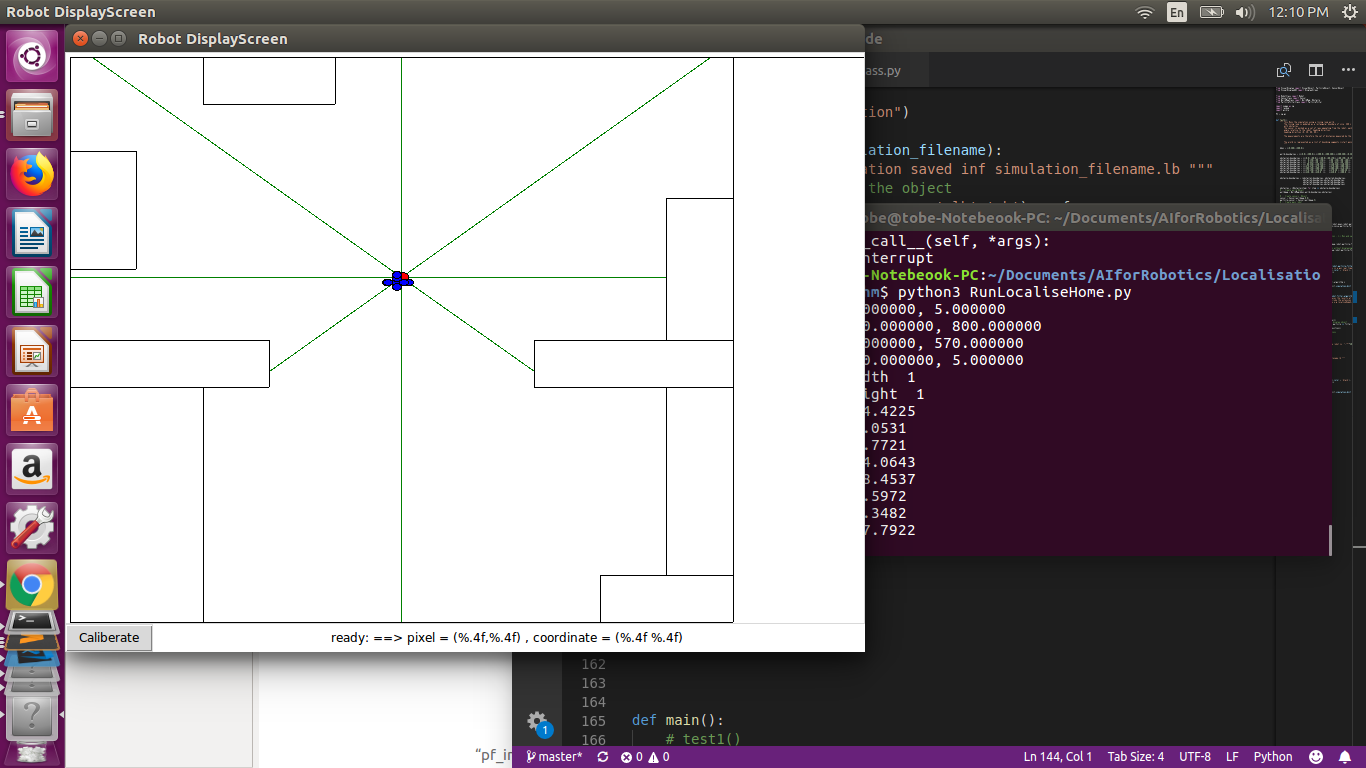 Robot DisplayScreen
En
12:10 PM
Robot DisplayScreen
de
ass.py
tion")
ation_filename):
ation saved inf simulation_filename.lb """
the object
obe@tobe-Notebeook-PC: ~/Documents/AIforRobotics/Localisa
_call__(self, *args):
nterrupt
-Notebeook-PC:~/Documents/AIforRobotics/Localisatio
nm$ python3 RunLocaliseHome.py
000000, 5.000000
0.000000, 800.000000
000000, 570.000000
0.000000, 5.000000
dth 1
ight 1
4.4225
.0531
.7721
4.0643
8.4537
.5972
.3482
7.7922
Caliberate
ready: ==> pixel = (%.4f,%.4f) , coordinate = (%.4f %.4f)
162
163
164
165 def main():
166 # test1()
1
"pf_in
master*
0
0
Ln 144, Col 1
Tab Size: 4
UTF-8
LF
Python